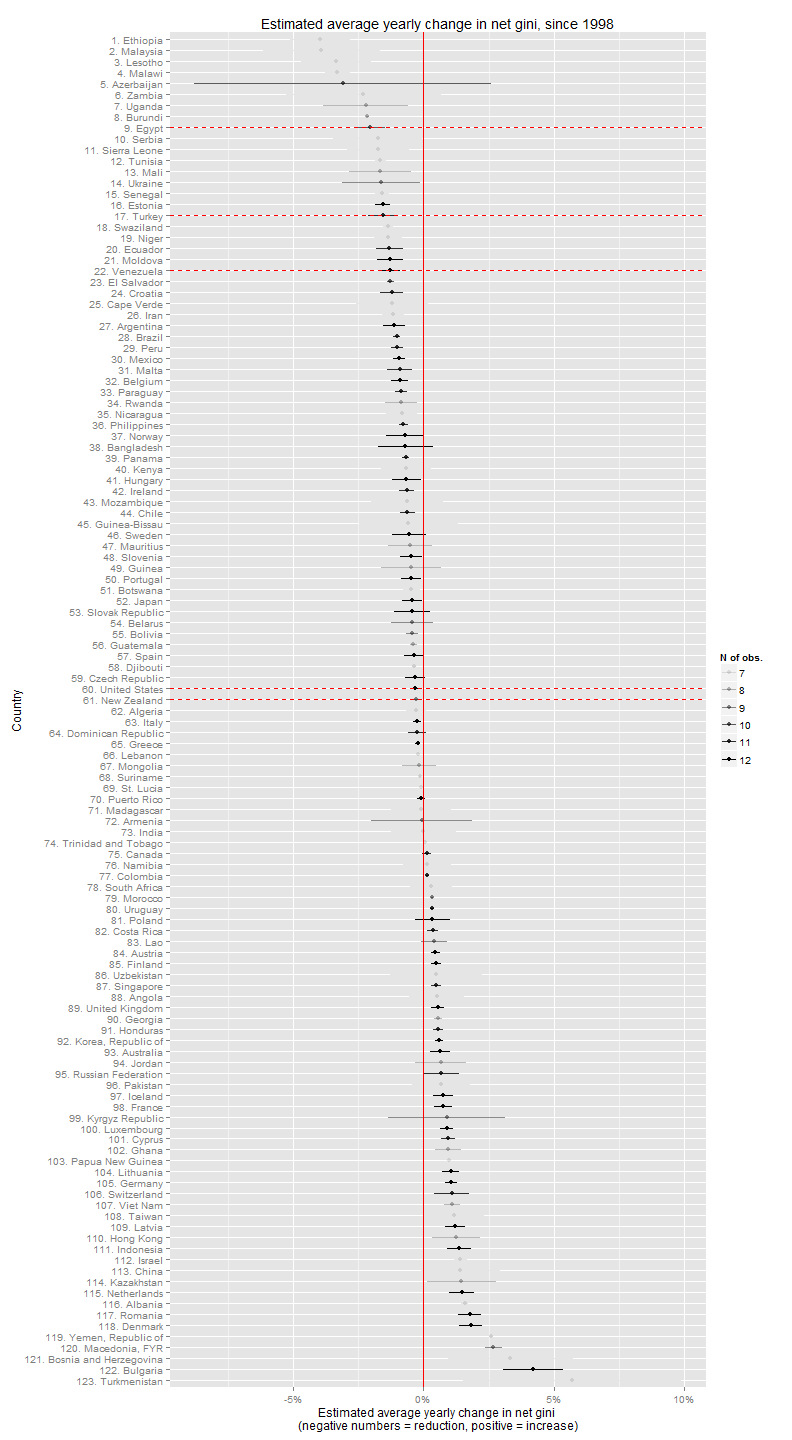 Estimated average yearly change in net gini, since 1998
1. Ethiopia
2. Malaysia
3. Lesotho
4. Malawi
5. Azerbaijan
6. Zambia
7. Uganda
8. Burundi
9. Egypt
10. Serbia
11. Sierra Leone
12. Tunisia
13. Mali
14. Ukraine
15. Senegal
16. Estonia
17. Turkey
18. Swaziland
19. Niger
20. Ecuador
21. Moldova
22. Venezuela
23. El Salvador
24. Croatia
25. Cape Verde
26. Iran
27. Argentina
28. Brazil
29. Peru
30. Mexico
31. Malta
32. Belgium
33. Paraguay
34. Rwanda
35. Nicaragua
36. Philippines
37. Norway
38. Bangladesh
39. Panama
40. Kenya
41. Hungary
42. Ireland
43. Mozambique
44. Chile
45. Guinea-Bissau
46. Sweden
47. Mauritius
48. Slovenia
49. Guinea
50. Portugal
51. Botswana
52. Japan
53. Slovak Republic
54. Belarus
55. Bolivia
56. Guatemala
57. Spain
58. Djibouti
59. Czech Republic
60. United States
61. New Zealand
62. Algeria
63. Italy
64. Dominican Republic
65. Greece
66. Lebanon
67. Mongolia
68. Suriname
69. St. Lucia
70. Puerto Rico
71. Madagascar
72. Armenia
73. India
74. Trinidad and Tobago
75. Canada
76. Namibia
77. Colombia
78. South Africa
79. Morocco
80. Uruguay
81. Poland
82. Costa Rica
83. Lao
84. Austria
85. Finland
86. Uzbekistan
87. Singapore
88. Angola
89. United Kingdom
90. Georgia
91. Honduras
92. Korea, Republic of
93. Australia
94. Jordan
95. Russian Federation
96. Pakistan
97. Iceland
98. France
99. Kyrgyz Republic
100. Luxembourg
101. Cyprus
102. Ghana
103. Papua New Guinea
104. Lithuania
105. Germany
106. Switzerland
107. Viet Nam
108. Taiwan
109. Latvia
110. Hong Kong
111. Indonesia
112. Israel
113. China
114. Kazakhstan
115. Netherlands
116. Albania
117. Romania
118. Denmark
119. Yemen, Republic of
120. Macedonia, FYR
121. Bosnia and Herzegovina
122. Bulgaria
123. Turkmenistan
Country
-5%
0%
5%
10%
Estimated average yearly change in net gini
(negative numbers = reduction, positive = increase)
N of obs.
7
8
9
10
11
12